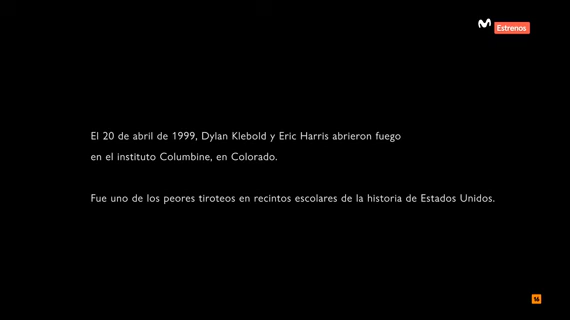 Estrenos
El 20 de abril de 1999, Dylan Klebold y Eric Harris abrieron fuego
en el instituto Columbine, en Colorado.
Fue uno de los peores tiroteos en recintos escolares de la historia de Estados Unidos.
16